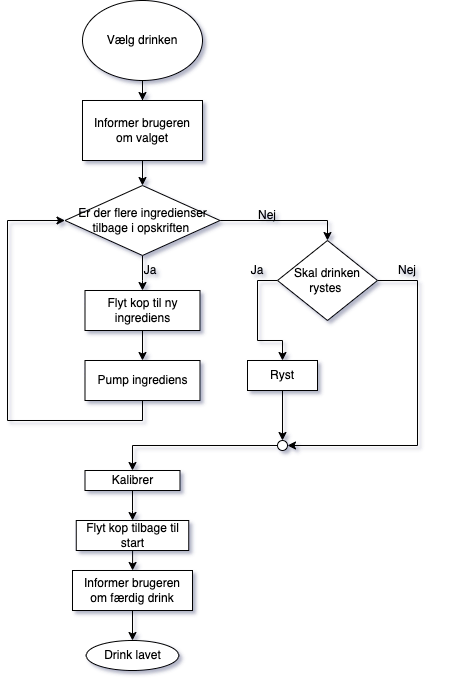 Vælg drinken
Informer brugeren
om valget
Er der flere ingredienser
tilbage i opskriften
Nej
Ja
Flyt kop til ny
ingrediens
Pump ingrediens
Skal drinken
rystes
Ja
Nej
Ryst
Kalibrer
Flyt kop tilbage til
start
Informer brugeren
om færdig drink
Drink lavet